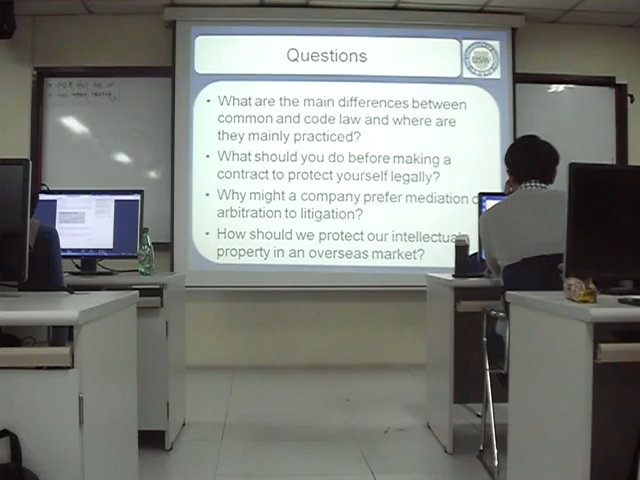 Questions
• What are the main differences between
common and code law and where are
they mainly practiced?
• What should you do before making a
contract to protect yourself legally?
• Why might a company prefer mediation
arbitration to litigation?
• How should we protect our intellectual
property in an overseas market?